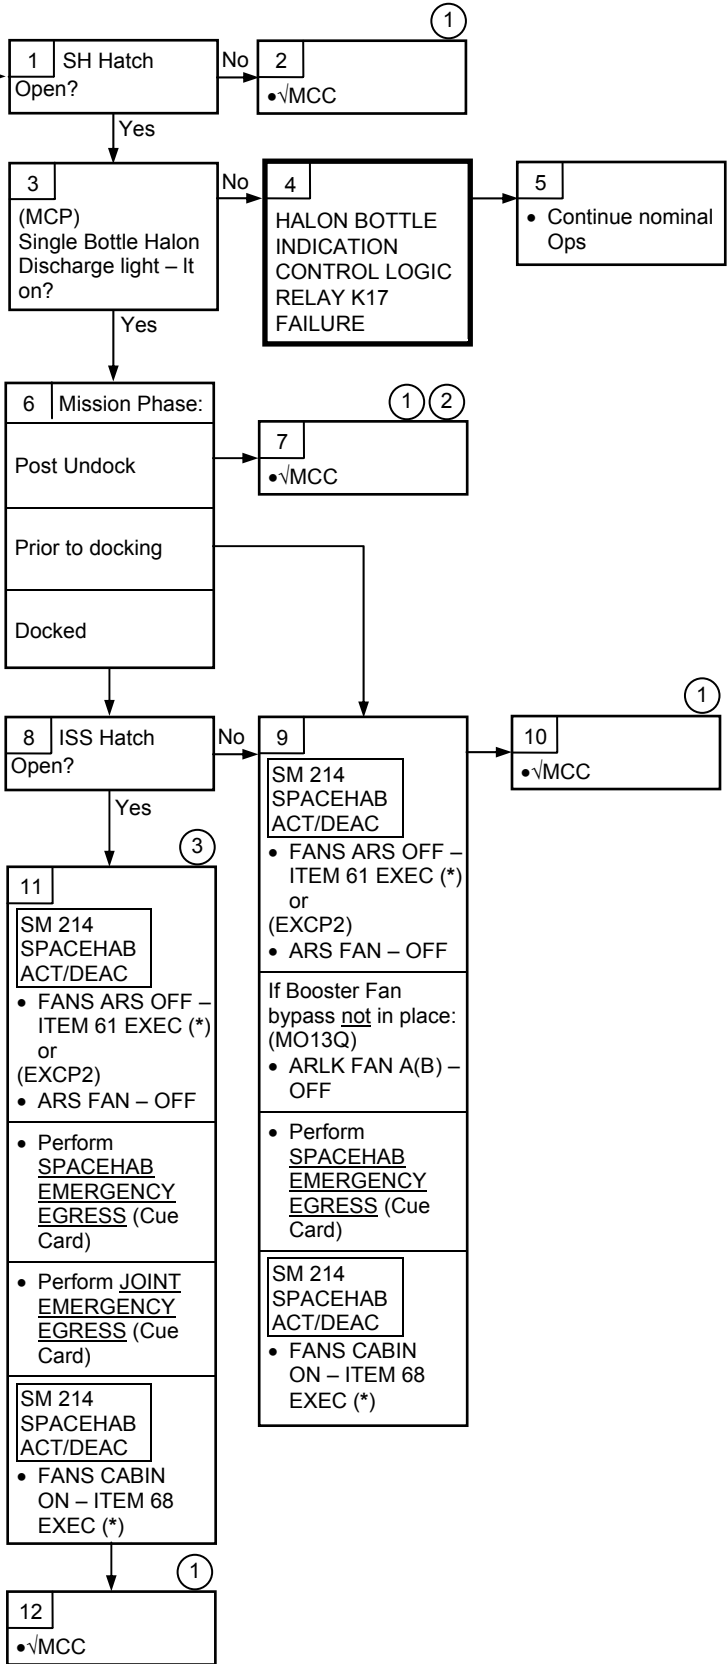 1
1 SH Hatch
Open?
No
2
•√MCC
Yes
3
(MCP)
Single Bottle Halon
Discharge light – lt
on?
No
4
HALON BOTTLE
INDICATION
CONTROL LOGIC
RELAY K17
FAILURE
5
• Continue nominal
Ops
Yes
6 Mission Phase:
Post Undock
Prior to docking
Docked
1 2
7
•√MCC
8 ISS Hatch
Open?
No
Yes
9
SM 214
SPACEHAB
ACT/DEAC
• FANS ARS OFF –
ITEM 61 EXEC (*)
or
(EXCP2)
• ARS FAN – OFF
If Booster Fan
bypass not in place:
(MO13Q)
• ARLK FAN A(B) –
OFF
• Perform
SPACEHAB
EMERGENCY
EGRESS (Cue
Card)
SM 214
SPACEHAB
ACT/DEAC
• FANS CABIN
ON – ITEM 68
EXEC (*)
1
10
•√MCC
3
11
SM 214
SPACEHAB
ACT/DEAC
• FANS ARS OFF –
ITEM 61 EXEC (*)
or
(EXCP2)
• ARS FAN – OFF
• Perform
SPACEHAB
EMERGENCY
EGRESS (Cue
Card)
• Perform JOINT
EMERGENCY
EGRESS (Cue
Card)
SM 214
SPACEHAB
ACT/DEAC
• FANS CABIN
ON – ITEM 68
EXEC (*)
1
12
•√MCC